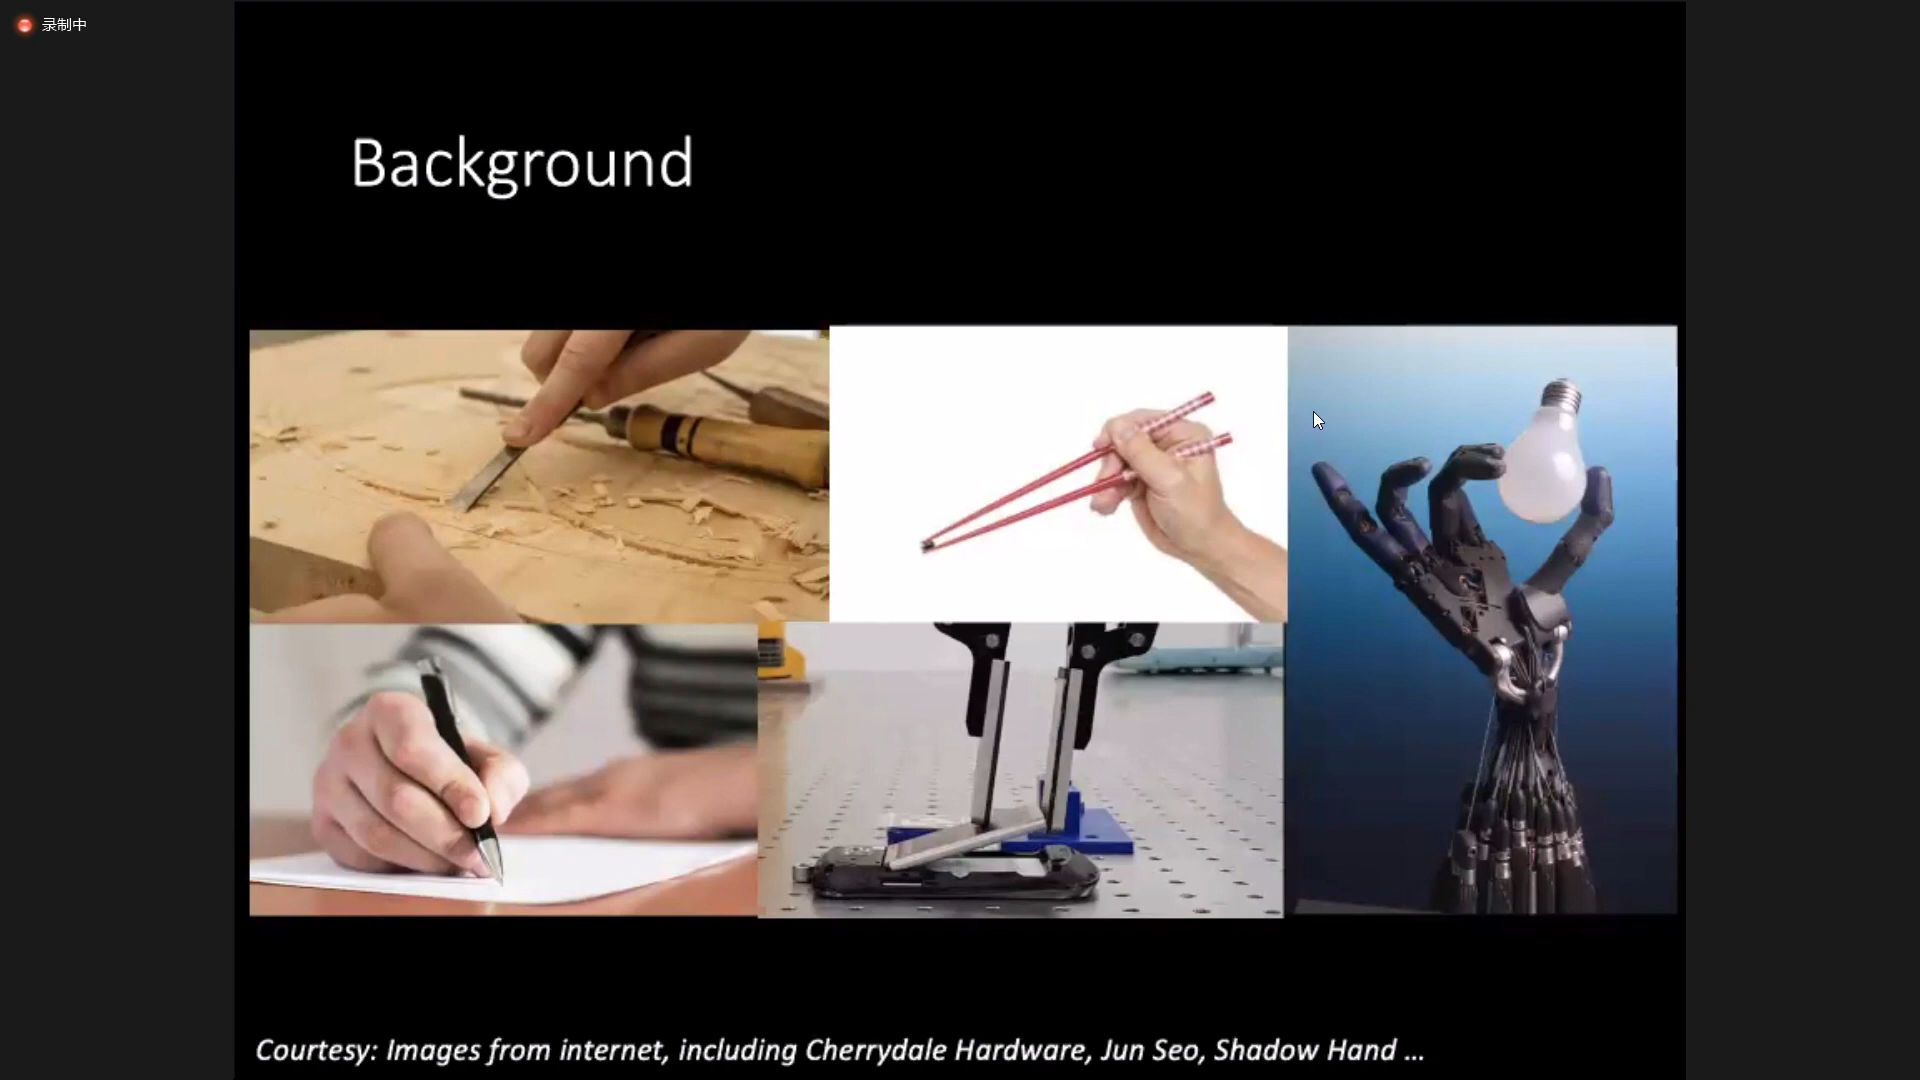 录制中
Background
Courtesy: Images from internet, including Cherrydale Hardware, Jun Seo, Shadow Hand ...